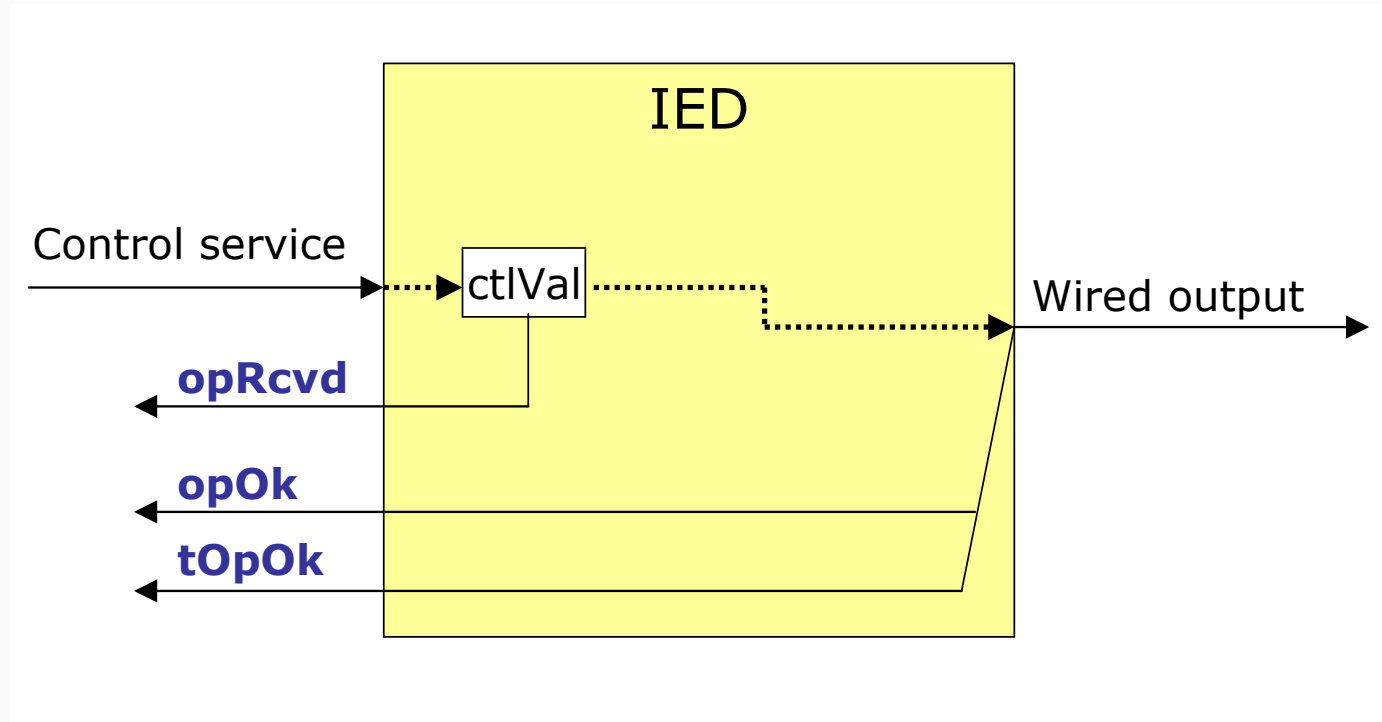 IED
Control service
ctlVal
Wired output
opRcvd
opOk
tOpOk